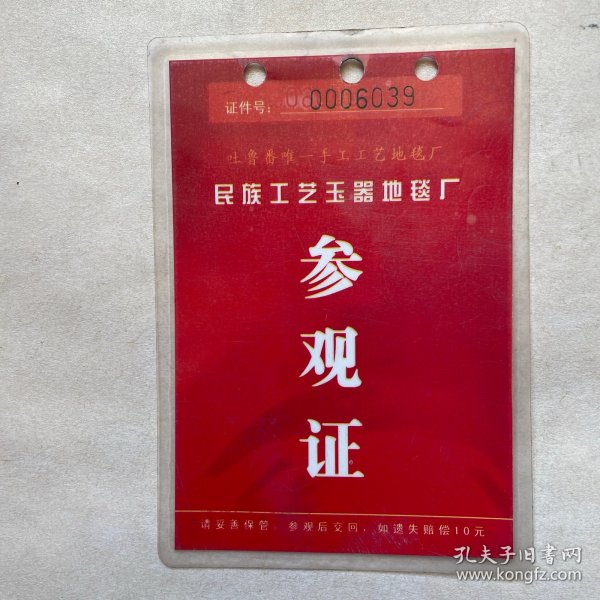 证件号: 0006039
吐鲁番唯一手工工艺地毯厂
民族工艺玉器地毯厂
参
观
证
请妥善保管 参观后交回，如遗失赔偿10元
孔夫子旧书网
www.kongfz.com